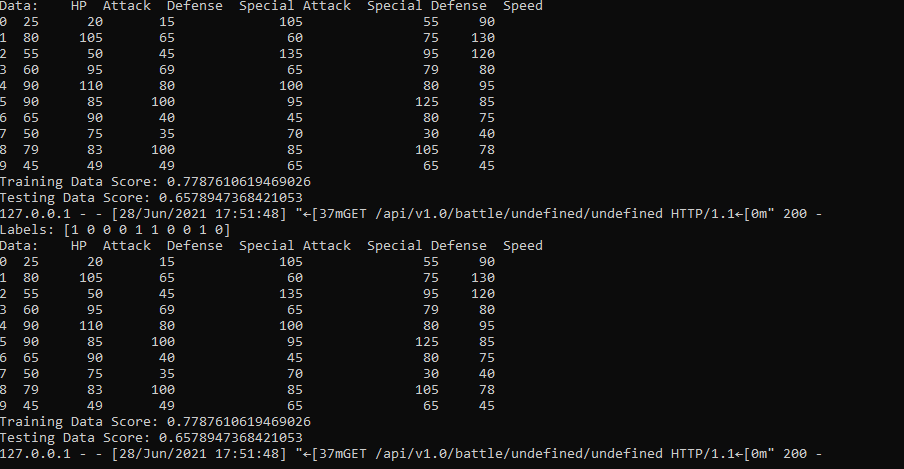 Data:    HP  Attack  Defense  Special Attack  Special Defense  Speed
0  25      20       15             105               55     90
1  80     105       65              60               75    130
2  55      50       45             135               95    120
3  60      95       69              65               79     80
4  90     110       80             100               80     95
5  90      85      100              95              125     85
6  65      90       40              45               80     75
7  50      75       35              70               30     40
8  79      83      100              85              105     78
9  45      49       49              65               65     45
Training Data Score: 0.7787610619469026
Testing Data Score: 0.6578947368421053
127.0.0.1 - - [28/Jun/2021 17:51:48] "←[37mGET /api/v1.0/battle/undefined/undefined HTTP/1.1←[0m" 200 -
Labels: [1 0 0 0 1 1 0 0 1 0]
Data:    HP  Attack  Defense  Special Attack  Special Defense  Speed
0  25      20       15             105               55     90
1  80     105       65              60               75    130
2  55      50       45             135               95    120
3  60      95       69              65               79     80
4  90     110       80             100               80     95
5  90      85      100              95              125     85
6  65      90       40              45               80     75
7  50      75       35              70               30     40
8  79      83      100              85              105     78
9  45      49       49              65               65     45
Training Data Score: 0.7787610619469026
Testing Data Score: 0.6578947368421053
127.0.0.1 - - [28/Jun/2021 17:51:48] "←[37mGET /api/v1.0/battle/undefined/undefined HTTP/1.1←[0m" 200 -